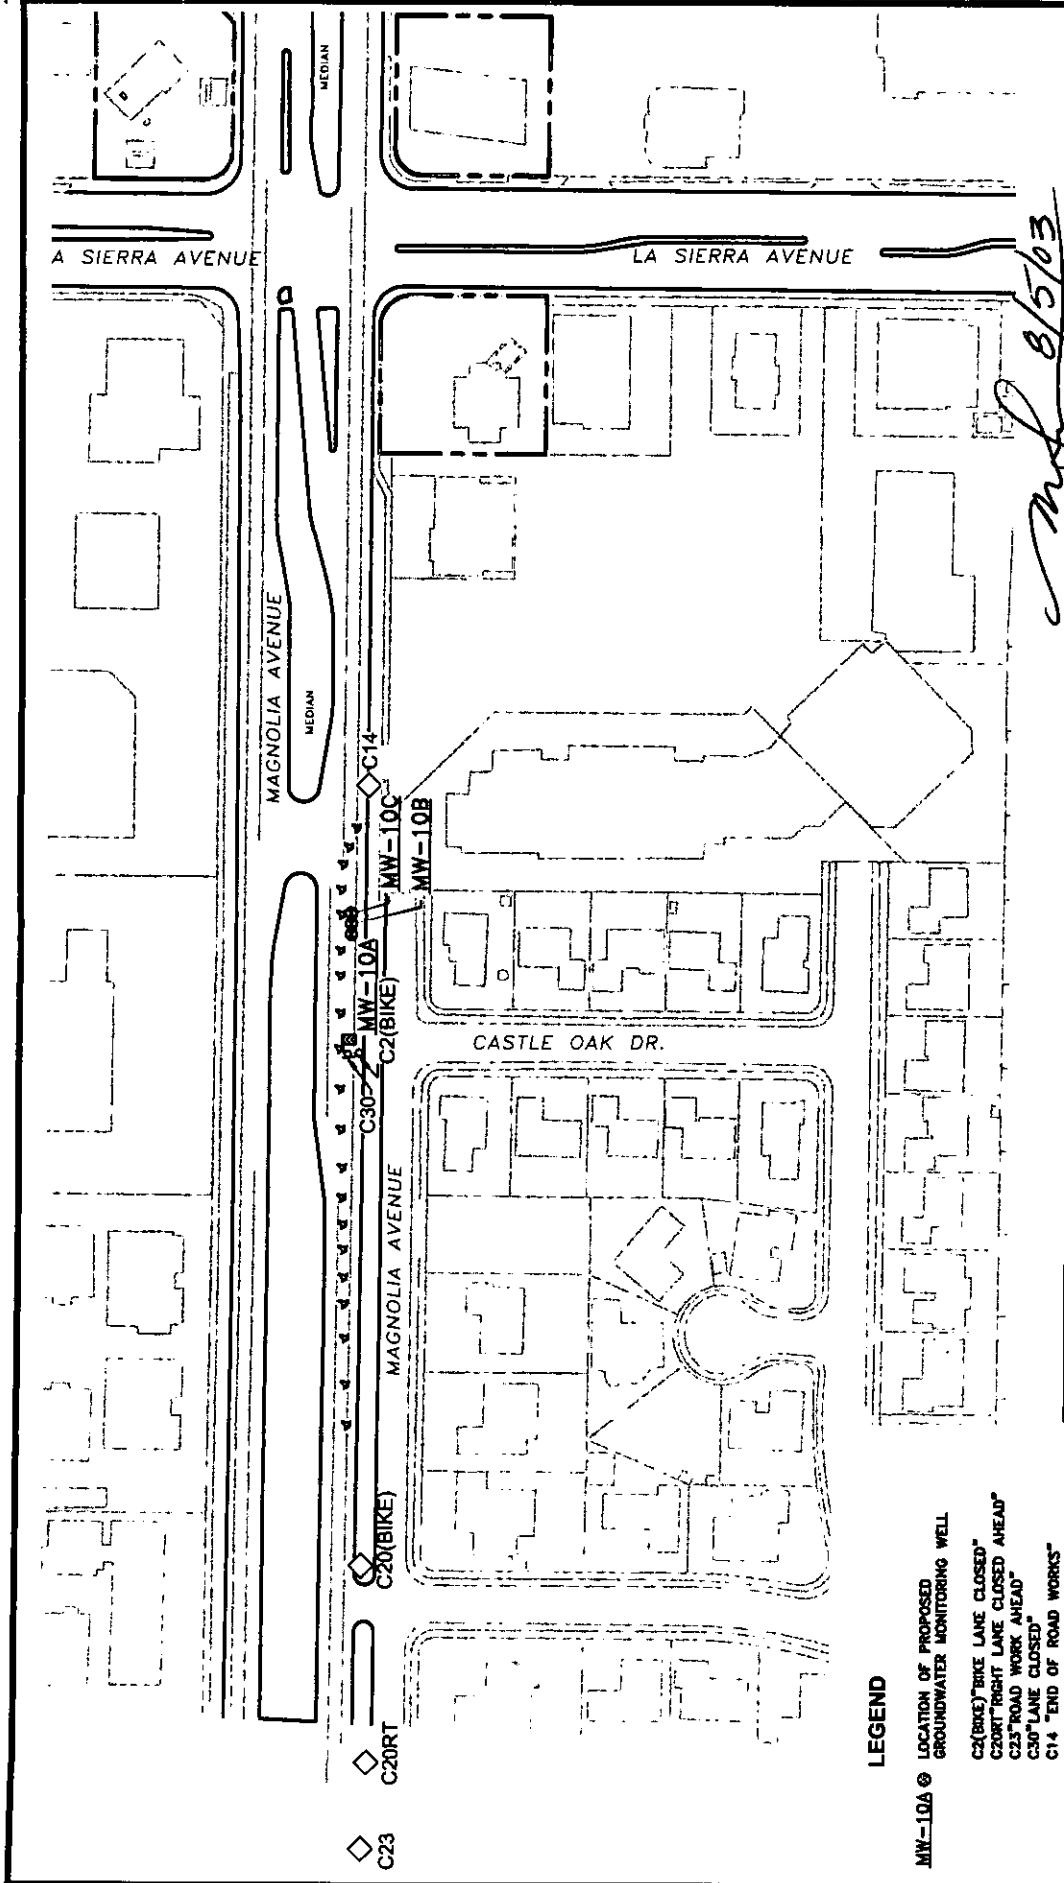 MEDIAN
A SIERRA AVENUE
LA SIERRA AVENUE
MAGNOLIA AVENUE
MEDIAN
C14
MW-10C
MW-10B
MW-10A
C2(BIKE)
C30
CASTLE OAK DR.
MAGNOLIA AVENUE
C20(BIKE)
C20RT
C23
8/5/03
LEGEND
MW-10A LOCATION OF PROPOSED
GROUNDWATER MONITORING WELL
C2(BIKE)"BIKE LANE CLOSED"
C20RT"RIGHT LANE CLOSED AHEAD"
C23"ROAD WORK AHEAD"
C30"LANE CLOSED"
C14 "END OF ROAD WORKS"